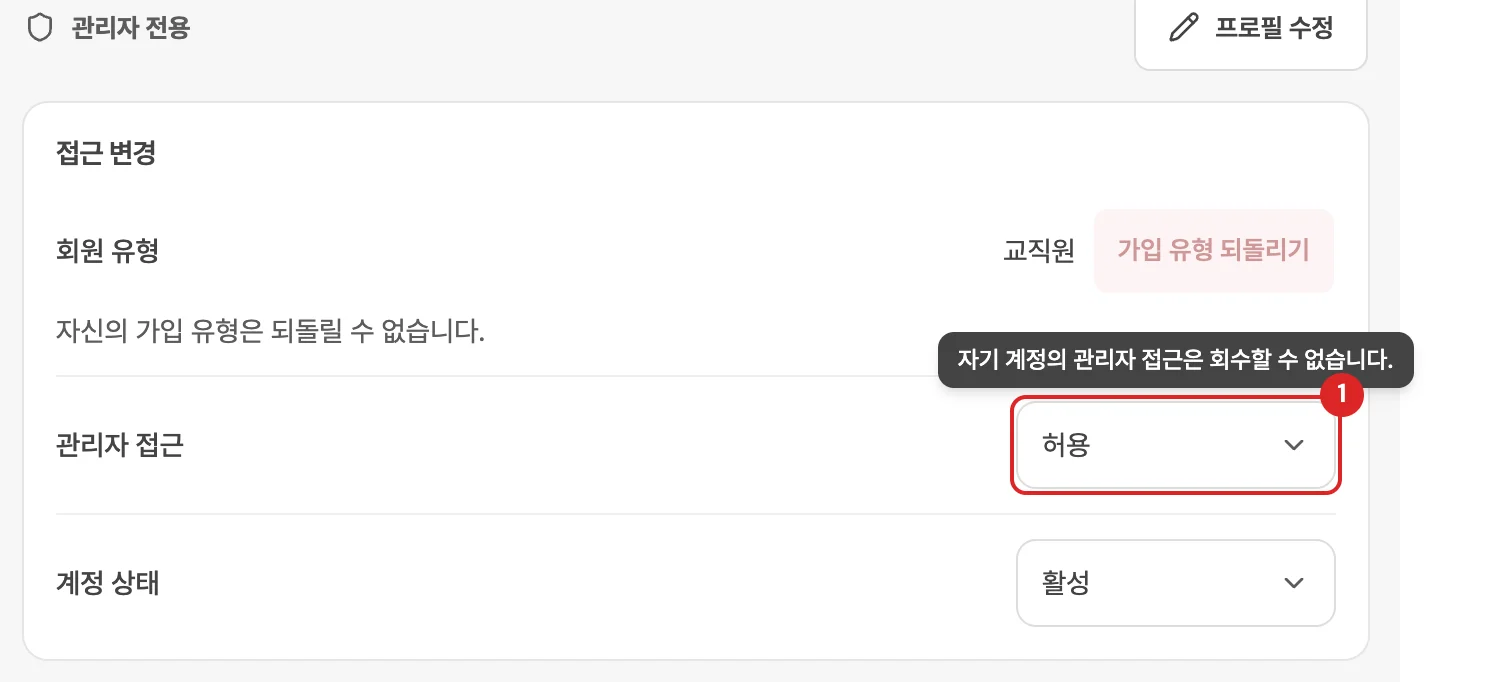 관리자 전용
프로필 수정
접근 변경
회원 유형
교직원
가입 유형 되돌리기
자신의 가입 유형은 되돌릴 수 없습니다.
자기 계정의 관리자 접근은 회수할 수 없습니다.
1
관리자 접근
허용
계정 상태
활성